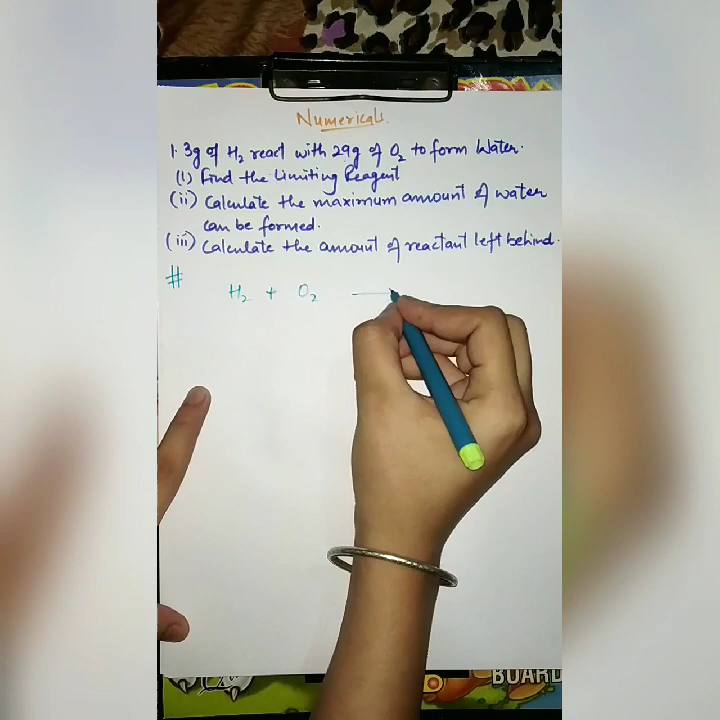 Numericals.
1. 3g of H₂ react with 29g of O₂ to form Water.
(i) Find the Limiting Reagent
(ii) Calculate the maximum amount of water
can be formed.
(iii) Calculate the amount of reactant left behind.
# H₂ + O₂ →
BOARD